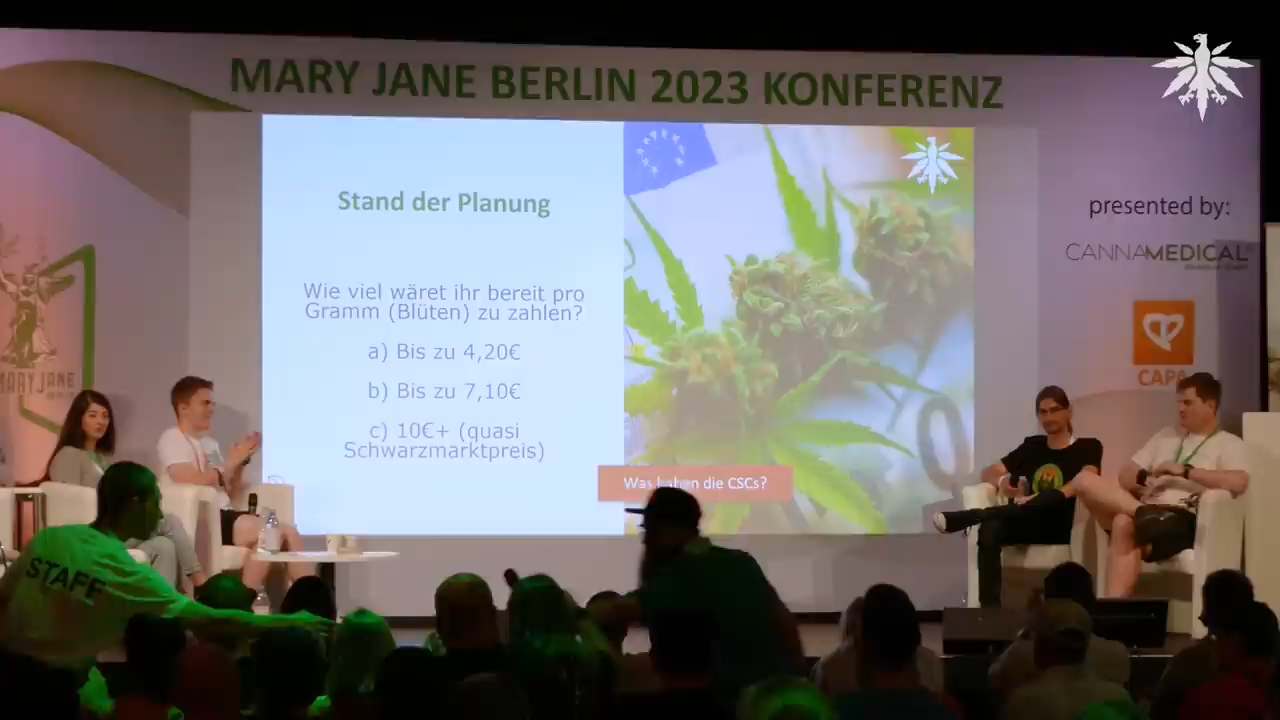 MARY JANE BERLIN 2023 KONFERENZ
Stand der Planung
Wie viel wäret ihr bereit pro
Gramm (Blüten) zu zahlen?
a) Bis zu 4,20€
b) Bis zu 7,10€
c) 10€+ (quasi
Schwarzmarktpreis)
Was haben die CSCs?
presented by:
CANNAMEDICAL
CAPA
MARY JANE
STAFF